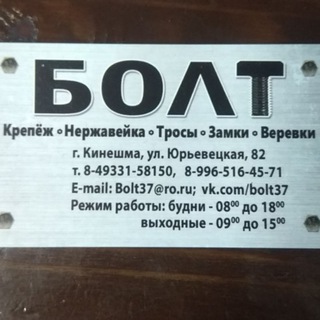 БОЛТ
Крепёж • Нержавейка • Тросы • Замки • Веревки
г. Кинешма, ул. Юрьевецкая, 82
т. 8-49331-58150, 8-996-516-45-71
E-mail: Bolt37@ro.ru; vk.com/bolt37
Режим работы: будни - 08⁰⁰ до 18⁰⁰
выходные - 09⁰⁰ до 15⁰⁰